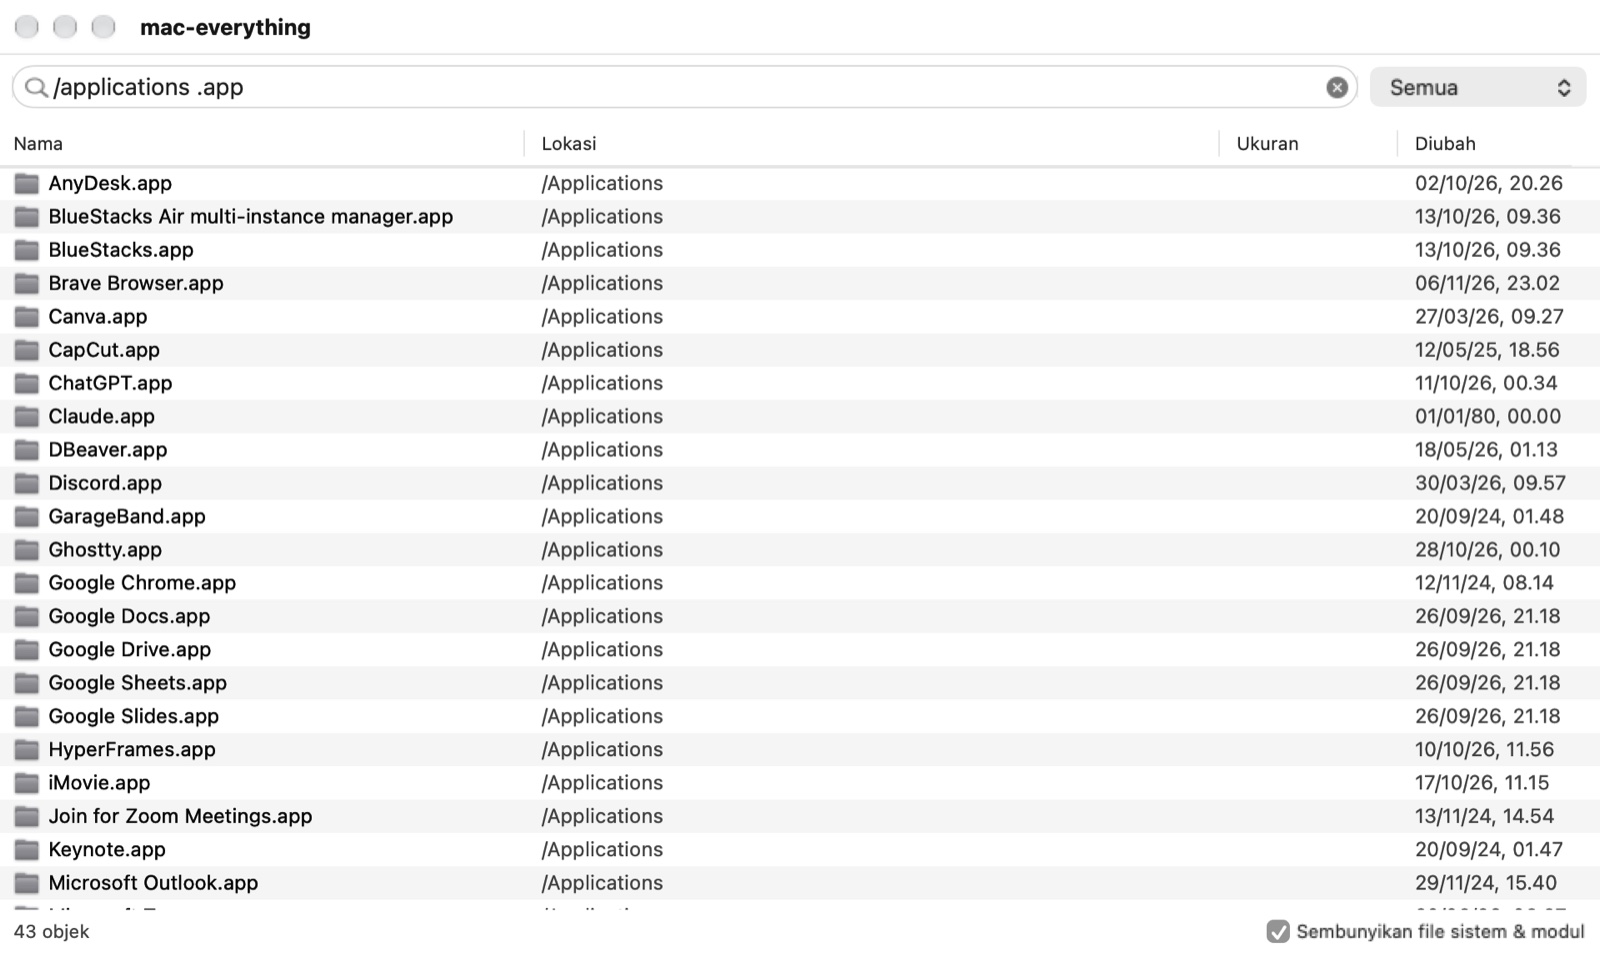 mac-everything
/applications .app
Semua
Nama Lokasi Ukuran Diubah
AnyDesk.app /Applications 02/10/26, 20.26
BlueStacks Air multi-instance manager.app /Applications 13/10/26, 09.36
BlueStacks.app /Applications 13/10/26, 09.36
Brave Browser.app /Applications 06/11/26, 23.02
Canva.app /Applications 27/03/26, 09.27
CapCut.app /Applications 12/05/25, 18.56
ChatGPT.app /Applications 11/10/26, 00.34
Claude.app /Applications 01/01/80, 00.00
DBeaver.app /Applications 18/05/26, 01.13
Discord.app /Applications 30/03/26, 09.57
GarageBand.app /Applications 20/09/24, 01.48
Ghostty.app /Applications 28/10/26, 00.10
Google Chrome.app /Applications 12/11/24, 08.14
Google Docs.app /Applications 26/09/26, 21.18
Google Drive.app /Applications 26/09/26, 21.18
Google Sheets.app /Applications 26/09/26, 21.18
Google Slides.app /Applications 26/09/26, 21.18
HyperFrames.app /Applications 10/10/26, 11.56
iMovie.app /Applications 17/10/26, 11.15
Join for Zoom Meetings.app /Applications 13/11/24, 14.54
Keynote.app /Applications 20/09/24, 01.47
Microsoft Outlook.app /Applications 29/11/24, 15.40
43 objek
Sembunyikan file sistem & modul